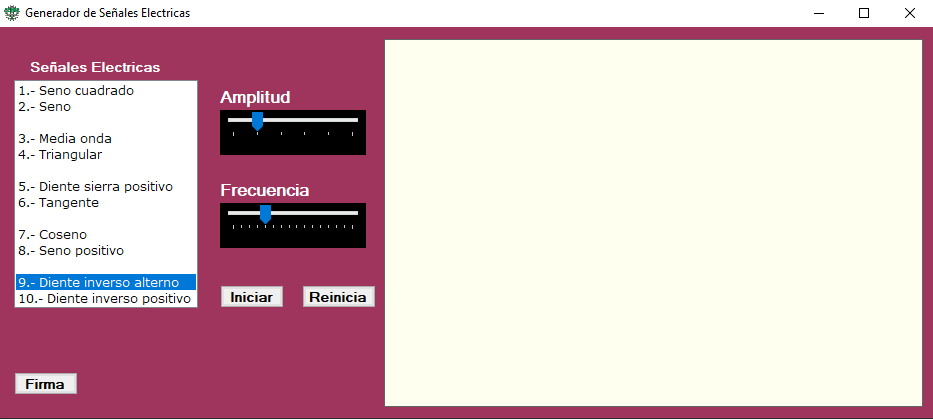 Generador de Señales Electricas
Señales Electricas
1.- Seno cuadrado
2.- Seno
3.- Media onda
4.- Triangular
5.- Diente sierra positivo
6.- Tangente
7.- Coseno
8.- Seno positivo
9.- Diente inverso alterno
10.- Diente inverso positivo
Amplitud
Frecuencia
Iniciar
Reinicia
Firma